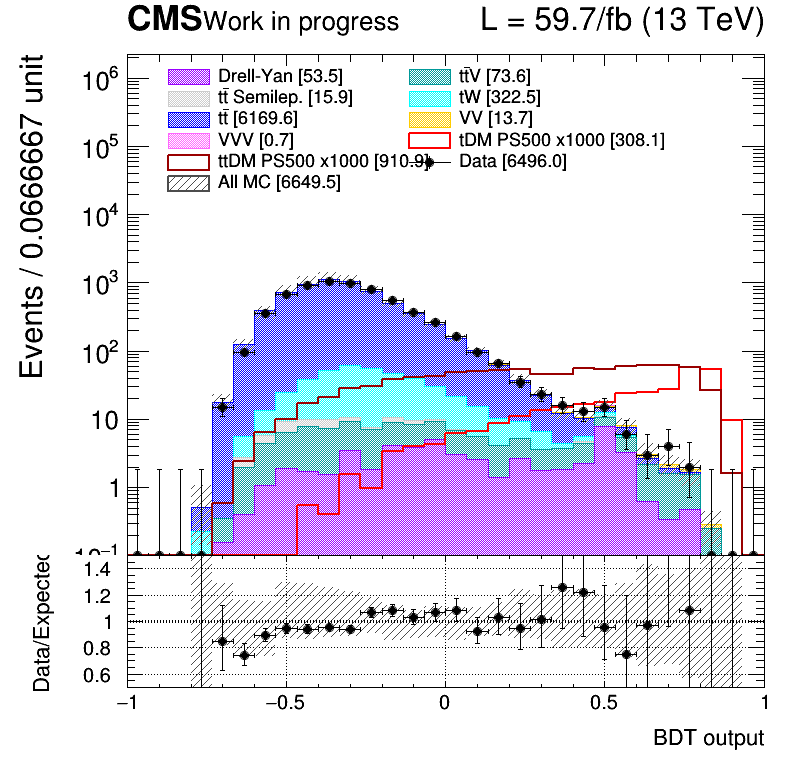 CMS Work in progress L = 59.7/fb (13 TeV)
Events / 0.0666667 unit
Drell-Yan [53.5] tt̄V [73.6]
tt̄ Semilep. [15.9] tW [322.5]
tt̄ [6169.6] VV [13.7]
VVV [0.7] tDM PS500 x1000 [308.1]
ttDM PS500 x1000 [910.9] Data [6496.0]
All MC [6649.5]
10⁶
10⁵
10⁴
10³
10²
10
1
10⁻¹
Data/Expected
1.4
1.2
1
0.8
0.6
−1 −0.5 0 0.5 1
BDT output